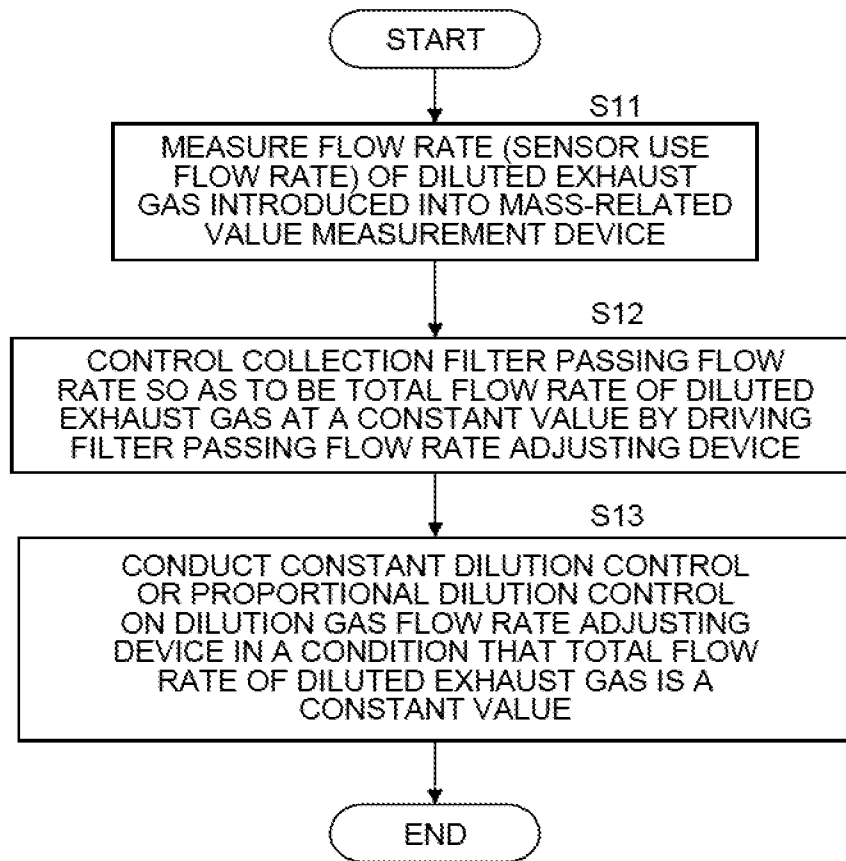 START
S11
MEASURE FLOW RATE (SENSOR USE
FLOW RATE) OF DILUTED EXHAUST
GAS INTRODUCED INTO MASS-RELATED
VALUE MEASUREMENT DEVICE
S12
CONTROL COLLECTION FILTER PASSING FLOW
RATE SO AS TO BE TOTAL FLOW RATE OF DILUTED
EXHAUST GAS AT A CONSTANT VALUE BY DRIVING
FILTER PASSING FLOW RATE ADJUSTING DEVICE
S13
CONDUCT CONSTANT DILUTION CONTROL
OR PROPORTIONAL DILUTION CONTROL
ON DILUTION GAS FLOW RATE ADJUSTING
DEVICE IN A CONDITION THAT TOTAL FLOW
RATE OF DILUTED EXHAUST GAS IS A
CONSTANT VALUE
END